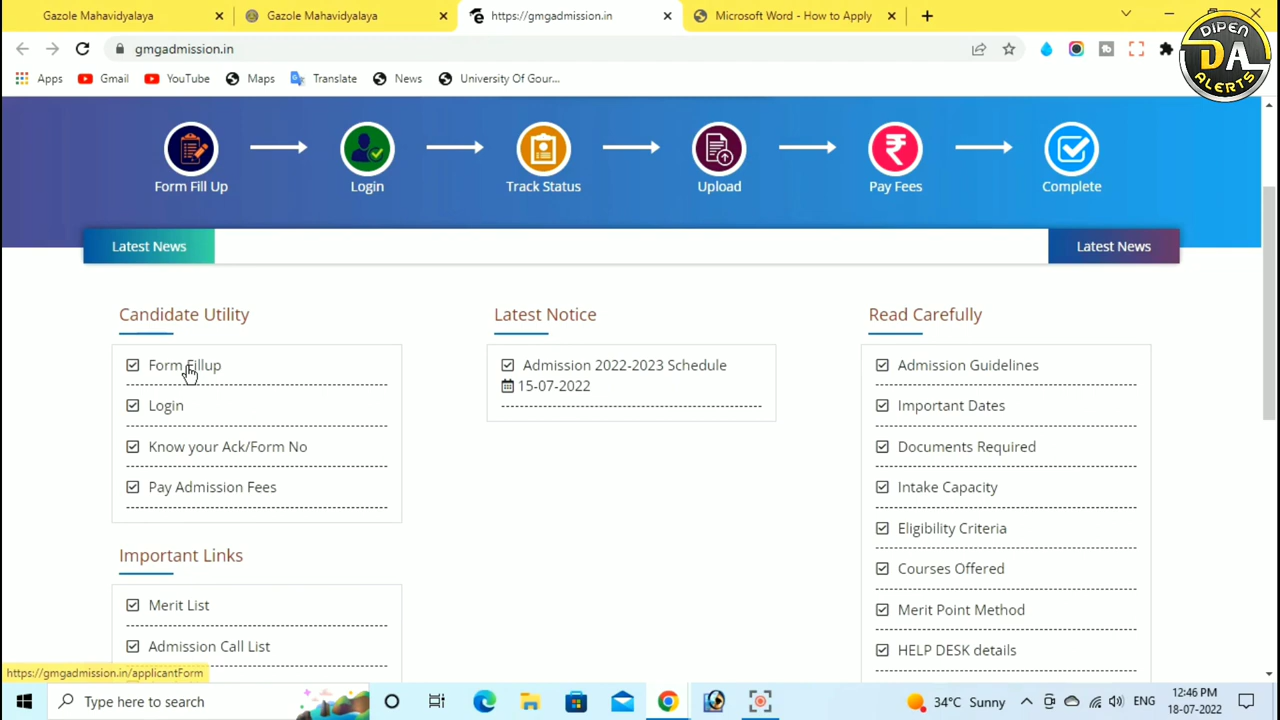 Gazole Mahavidyalaya
Gazole Mahavidyalaya
https://gmgadmission.in
Microsoft Word - How to Apply
gmgadmission.in
Apps
Gmail
YouTube
Maps
Translate
News
University Of Gour...
DIPEN
DA
ALERTS
Form Fill Up
Login
Track Status
Upload
Pay Fees
Complete
Latest News
Latest News
Candidate Utility
Form Fillup
Login
Know your Ack/Form No
Pay Admission Fees
Important Links
Merit List
Admission Call List
Latest Notice
Admission 2022-2023 Schedule
15-07-2022
Read Carefully
Admission Guidelines
Important Dates
Documents Required
Intake Capacity
Eligibility Criteria
Courses Offered
Merit Point Method
HELP DESK details
https://gmgadmission.in/applicantForm
Type here to search
34°C Sunny
ENG
12:46 PM
18-07-2022